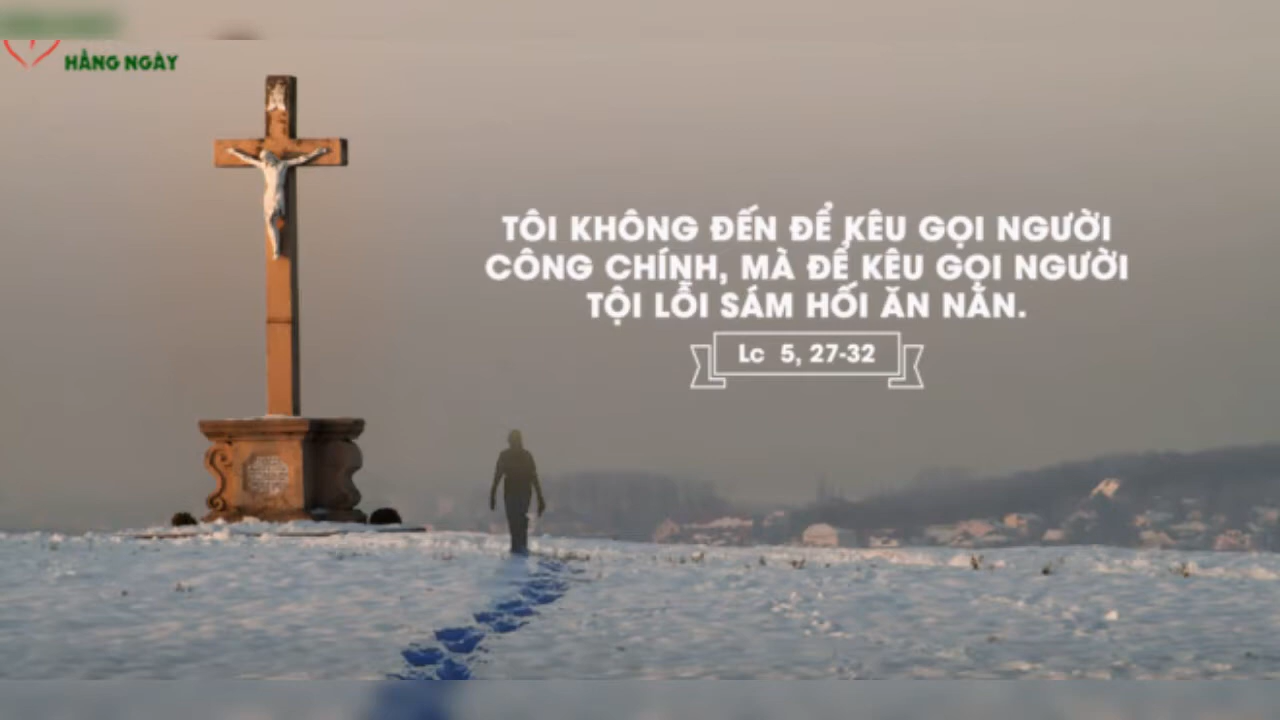 HẰNG NGÀY
TÔI KHÔNG ĐẾN ĐỂ KÊU GỌI NGƯỜI
CÔNG CHÍNH, MÀ ĐỂ KÊU GỌI NGƯỜI
TỘI LỖI SÁM HỐI ĂN NĂN.
Lc 5, 27-32